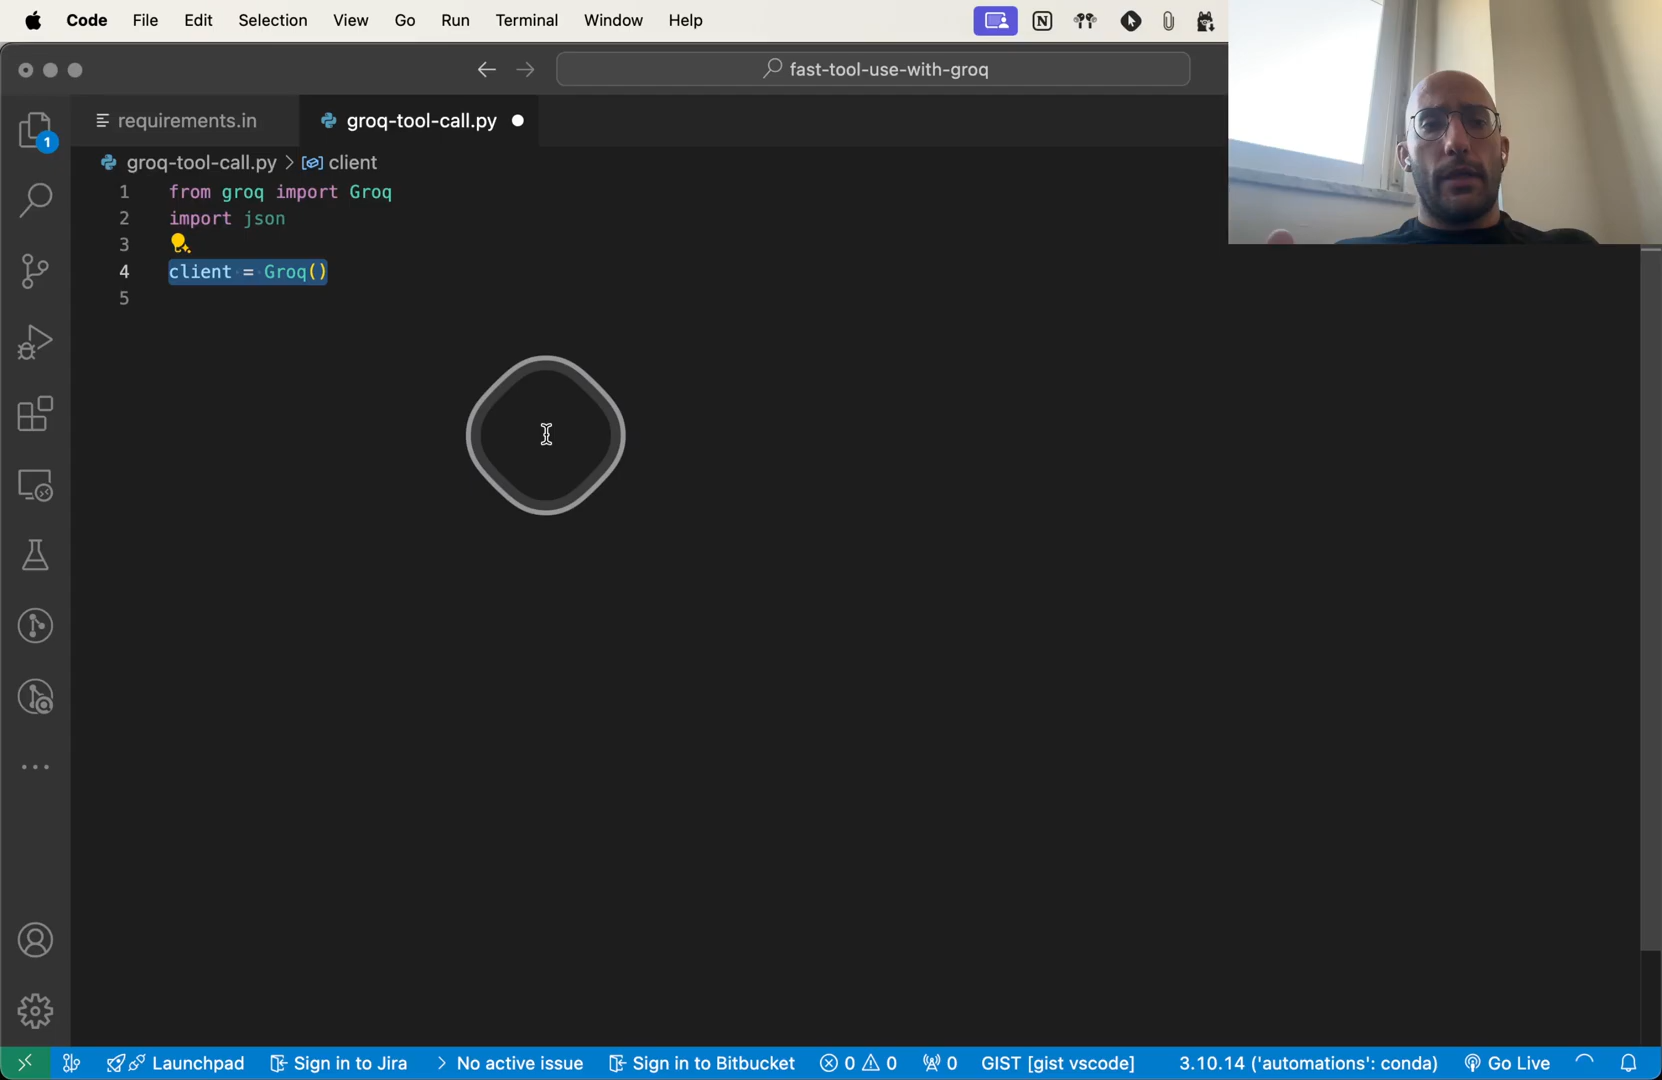 Code File Edit Selection View Go Run Terminal Window Help
fast-tool-use-with-groq
requirements.in groq-tool-call.py
groq-tool-call.py > client
1 from groq import Groq
2 import json
3
4 client = Groq()
5
1
Launchpad Sign in to Jira No active issue Sign in to Bitbucket 0 0 0 GIST [gist vscode] 3.10.14 ('automations': conda) Go Live